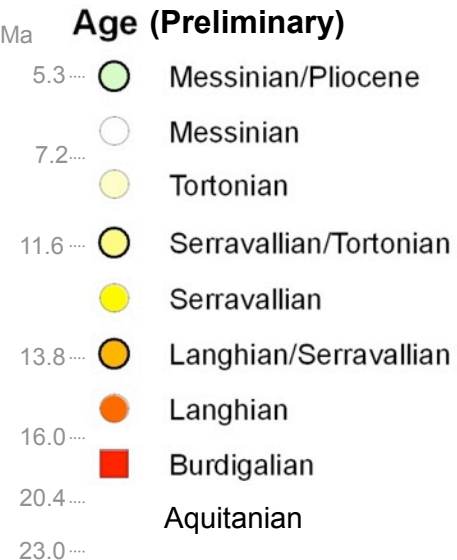 Ma Age (Preliminary)
5.3 Messinian/Pliocene
Messinian
7.2
Tortonian
11.6 Serravallian/Tortonian
Serravallian
13.8 Langhian/Serravallian
Langhian
16.0
Burdigalian
20.4
Aquitanian
23.0